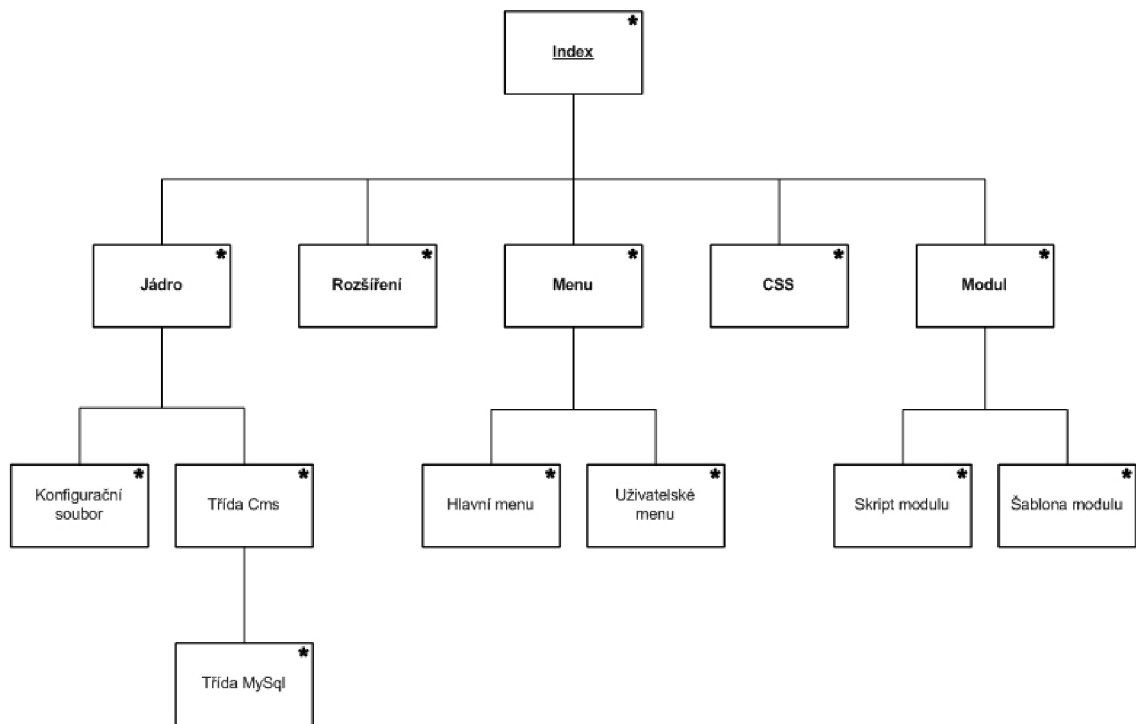 *
Index
*
Jádro
*
Rozšíření
*
Menu
*
CSS
*
Modul
*
Konfigurační
soubor
*
Třída Cms
*
Hlavní menu
*
Uživatelské
menu
*
Skript modulu
*
Šablona modulu
*
Třída MySql